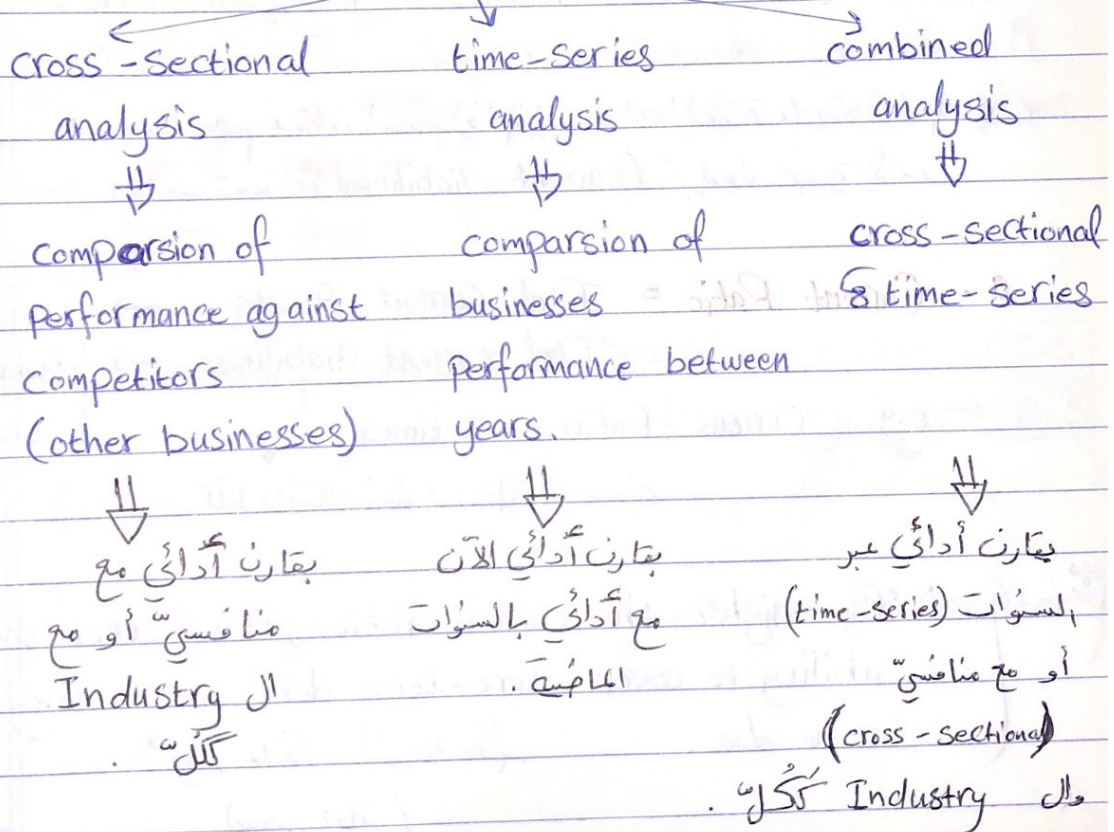 cross-sectional
analysis
comparsion of
performance against
competitors
(other businesses)
بقارن أدائي مع
منافسيّ أو مع
ال Industry
ككلّ .
time-series
analysis
comparsion of
businesses
performance between
years.
بقارن أدائي الآن
مع أدائي بالسنوات
الماضية .
combined
analysis
cross-sectional
& time-series
بقارن أدائي عبر
السنوات (time-series)
أو مع منافسيّ
(cross-sectional)
وال Industry ككُلّ .